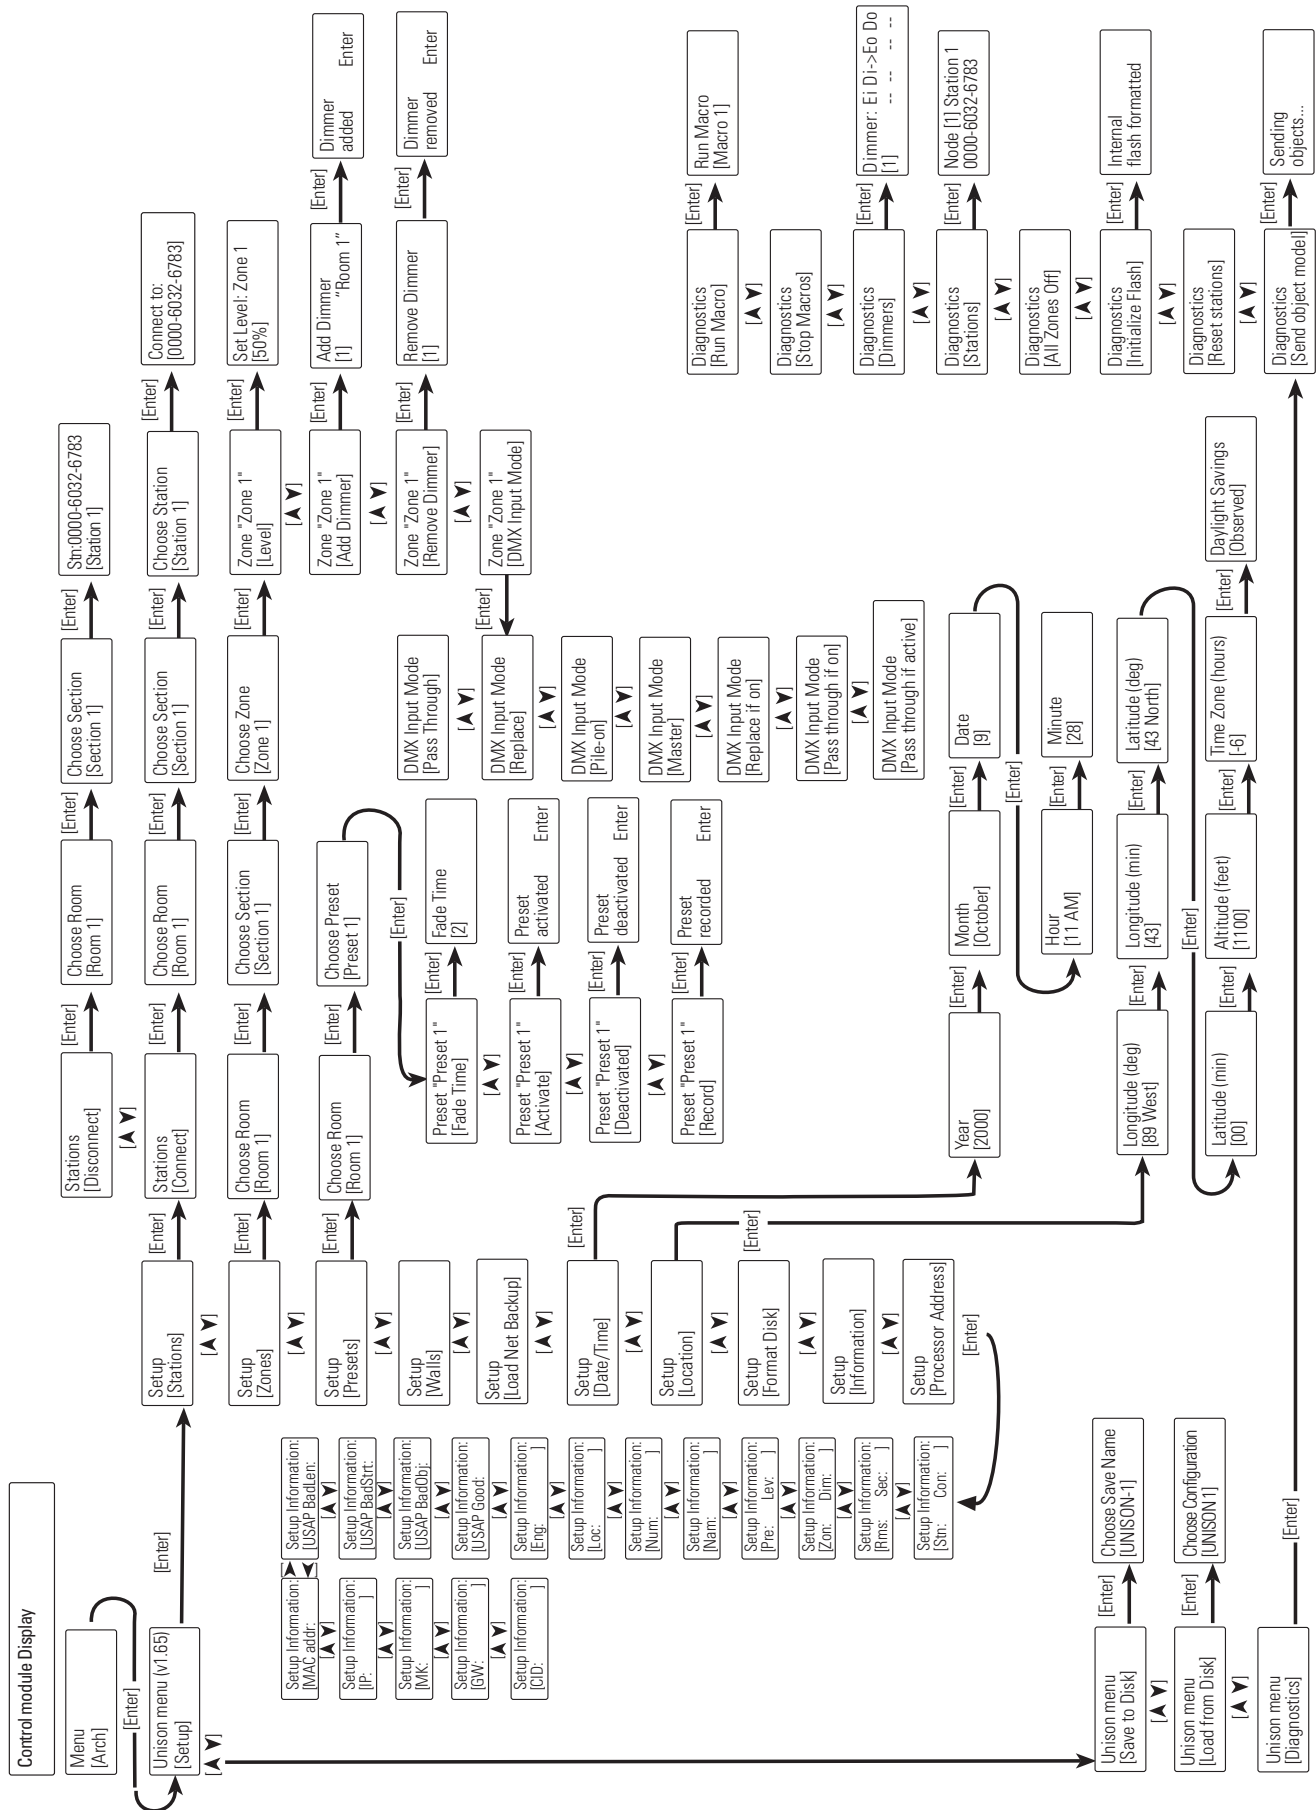 Control module Display
Menu
[Arch]
[Enter]
Unison menu (v1.65)
[Setup]
[Enter]
Setup
[Stations]
[Enter]
Stations
[Disconnect]
[Enter]
Choose Room
[Room 1]
[Enter]
Choose Section
[Section 1]
[Enter]
Stn:0000-6032-6783
[Station 1]
Stations
[Connect]
[Enter]
Choose Room
[Room 1]
[Enter]
Choose Section
[Section 1]
[Enter]
Choose Station
[Station 1]
[Enter]
Connect to:
[0000-6032-6783]
Setup
[Zones]
[Enter]
Choose Room
[Room 1]
[Enter]
Choose Section
[Section 1]
[Enter]
Choose Zone
[Zone 1]
[Enter]
Zone "Zone 1"
[Level]
[Enter]
Set Level: Zone 1
[50%]
Zone "Zone 1"
[Add Dimmer]
[Enter]
Add Dimmer
[1] "Room 1"
[Enter]
Dimmer
added Enter
Zone "Zone 1"
[Remove Dimmer]
[Enter]
Remove Dimmer
[1]
[Enter]
Dimmer
removed Enter
Zone "Zone 1"
[DMX Input Mode]
[Enter]
DMX Input Mode
[Pass Through]
DMX Input Mode
[Replace]
DMX Input Mode
[Pile-on]
DMX Input Mode
[Master]
DMX Input Mode
[Replace if on]
DMX Input Mode
[Pass through if on]
DMX Input Mode
[Pass through if active]
Setup
[Presets]
[Enter]
Choose Room
[Room 1]
[Enter]
Choose Preset
[Preset 1]
[Enter]
Preset "Preset 1"
[Fade Time]
[Enter]
Fade Time
[2]
Preset "Preset 1"
[Activate]
[Enter]
Preset
activated Enter
Preset "Preset 1"
[Deactivated]
[Enter]
Preset
deactivated Enter
Preset "Preset 1"
[Record]
[Enter]
Preset
recorded Enter
Setup
[Walls]
Setup
[Load Net Backup]
Setup
[Date/Time]
[Enter]
Year
[2000]
[Enter]
Month
[October]
[Enter]
Date
[9]
[Enter]
Hour
[11 AM]
[Enter]
Minute
[28]
Setup
[Location]
[Enter]
Longitude (deg)
[89 West]
[Enter]
Longitude (min)
[43]
[Enter]
Latitude (deg)
[43 North]
[Enter]
Latitude (min)
[00]
[Enter]
Altitude (feet)
[1100]
[Enter]
Time Zone (hours)
[-6]
[Enter]
Daylight Savings
[Observed]
Setup
[Format Disk]
Setup
[Information]
Setup
[Processor Address]
[Enter]
Setup Information:
[MAC addr:
Setup Information:
[IP: ]
Setup Information:
[MK: ]
Setup Information:
[GW: ]
Setup Information:
[CID: ]
Setup Information:
[USAP BadLen:
Setup Information:
[USAP BadStrt:
Setup Information:
[USAP BadObj:
Setup Information:
[USAP Good:
Setup Information:
[Eng: ]
Setup Information:
[Loc: ]
Setup Information:
[Num: ]
Setup Information:
[Nam: ]
Setup Information:
[Pre: Lev: ]
Setup Information:
[Zon: Dim: ]
Setup Information:
[Rms: Sec: ]
Setup Information:
[Stn: Con: ]
Unison menu
[Save to Disk]
[Enter]
Choose Save Name
[UNISON-1]
Unison menu
[Load from Disk]
[Enter]
Choose Configuration
[UNISON1]
Unison menu
[Diagnostics]
[Enter]
Diagnostics
[Run Macro]
[Enter]
Run Macro
[Macro 1]
Diagnostics
[Stop Macros]
Diagnostics
[Dimmers]
[Enter]
Dimmer: Ei Di->Eo Do
[1] -- -- -- --
Diagnostics
[Stations]
[Enter]
Node [1] Station 1
0000-6032-6783
Diagnostics
[All Zones Off]
Diagnostics
[Initialize Flash]
[Enter]
Internal
flash formatted
Diagnostics
[Reset stations]
Diagnostics
[Send object model]
[Enter]
Sending
objects...